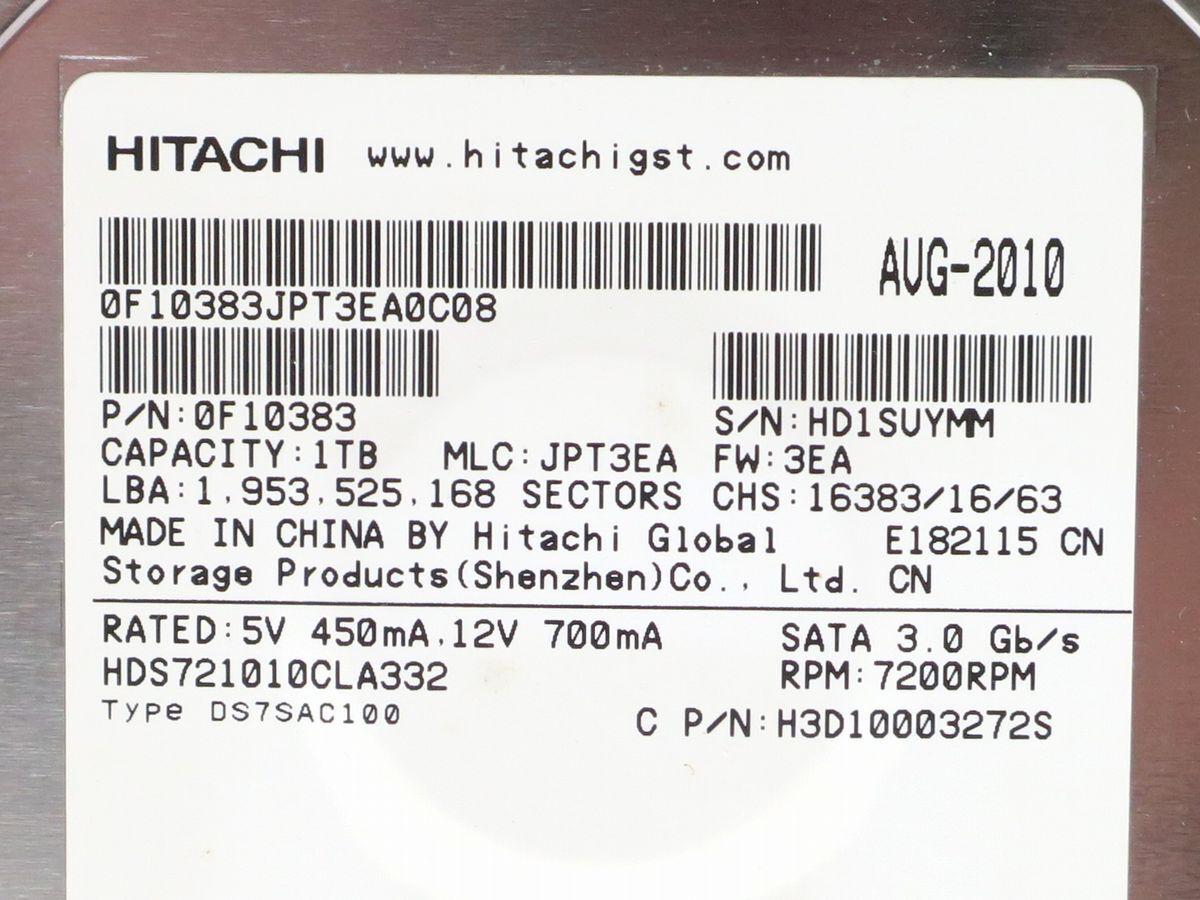 HITACHI www.hitachigst.com
AUG-2010
0F10383JPT3EA0C08
P/N:0F10383 S/N:HD1SUYMM
CAPACITY:1TB MLC:JPT3EA FW:3EA
LBA:1,953,525,168 SECTORS CHS:16383/16/63
MADE IN CHINA BY Hitachi Global E182115 CN
Storage Products(Shenzhen)Co., Ltd. CN
RATED:5V 450mA,12V 700mA SATA 3.0 Gb/s
HDS721010CLA332 RPM:7200RPM
Type DS7SAC100 C P/N:H3D10003272S